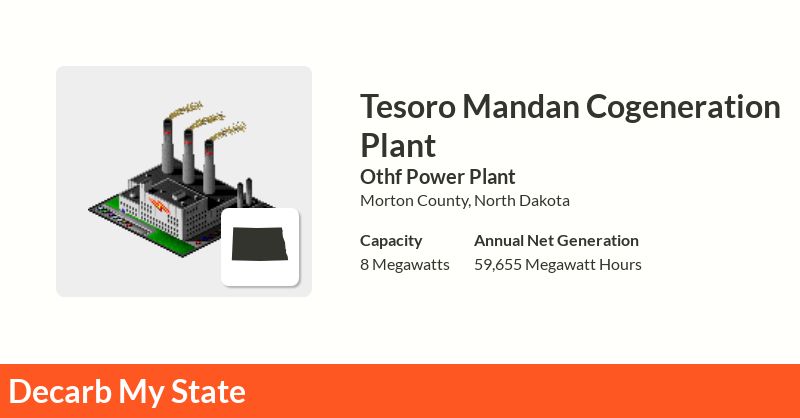 Tesoro Mandan Cogeneration
Plant
Othf Power Plant
Morton County, North Dakota
Capacity
8 Megawatts
Annual Net Generation
59,655 Megawatt Hours
Decarb My State